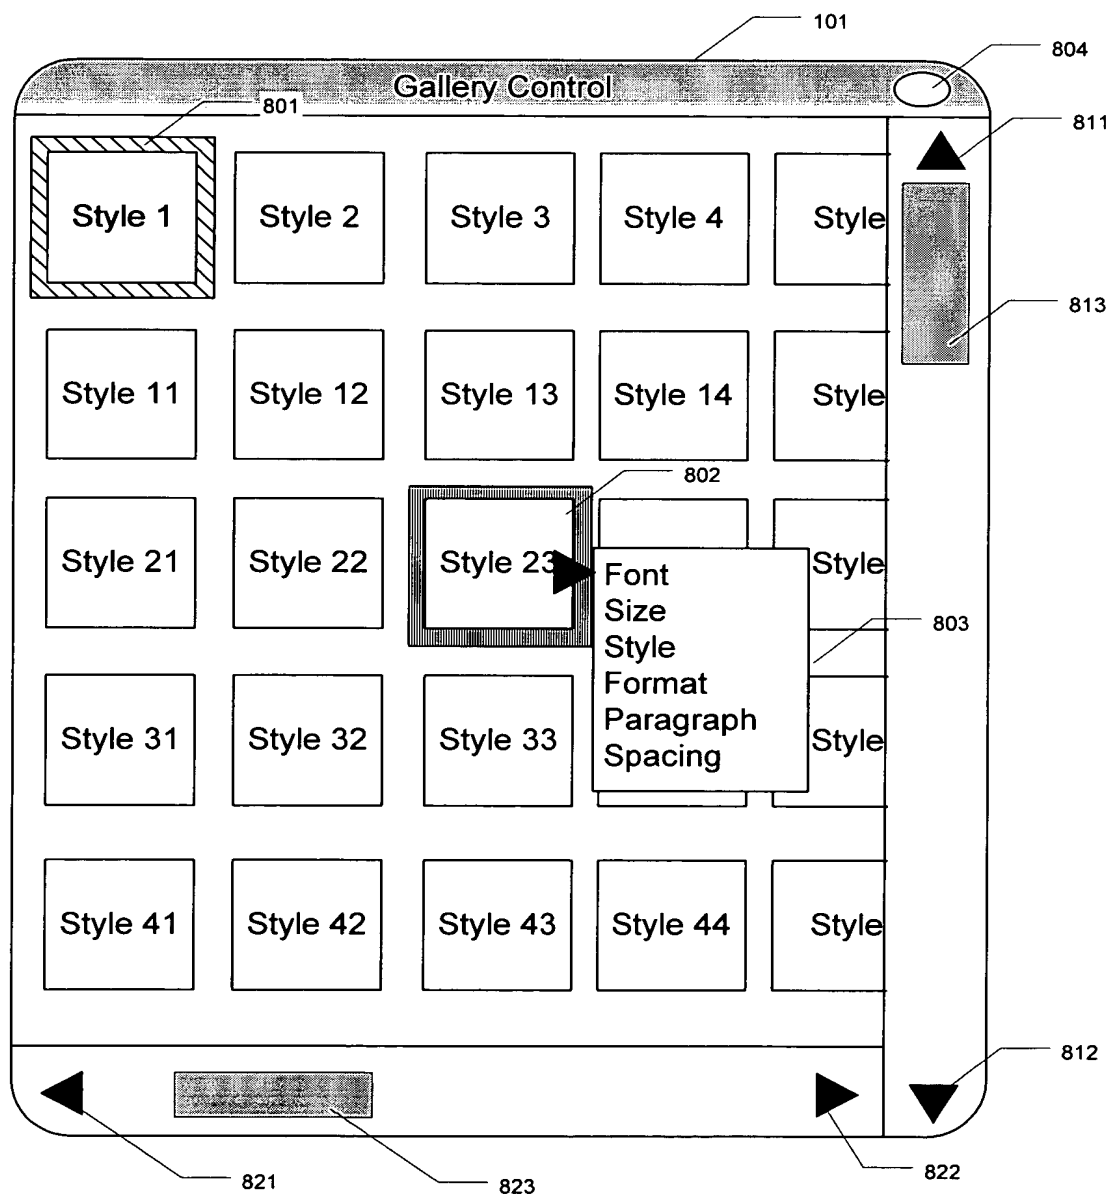 101
804
Gallery Control
801
811
Style 1
Style 2
Style 3
Style 4
Style
813
Style 11
Style 12
Style 13
Style 14
Style
802
Style 21
Style 22
Style 23
Style
Font
Size
Style
Format
Paragraph
Spacing
803
Style 31
Style 32
Style 33
Style
Style 41
Style 42
Style 43
Style 44
Style
812
821
823
822